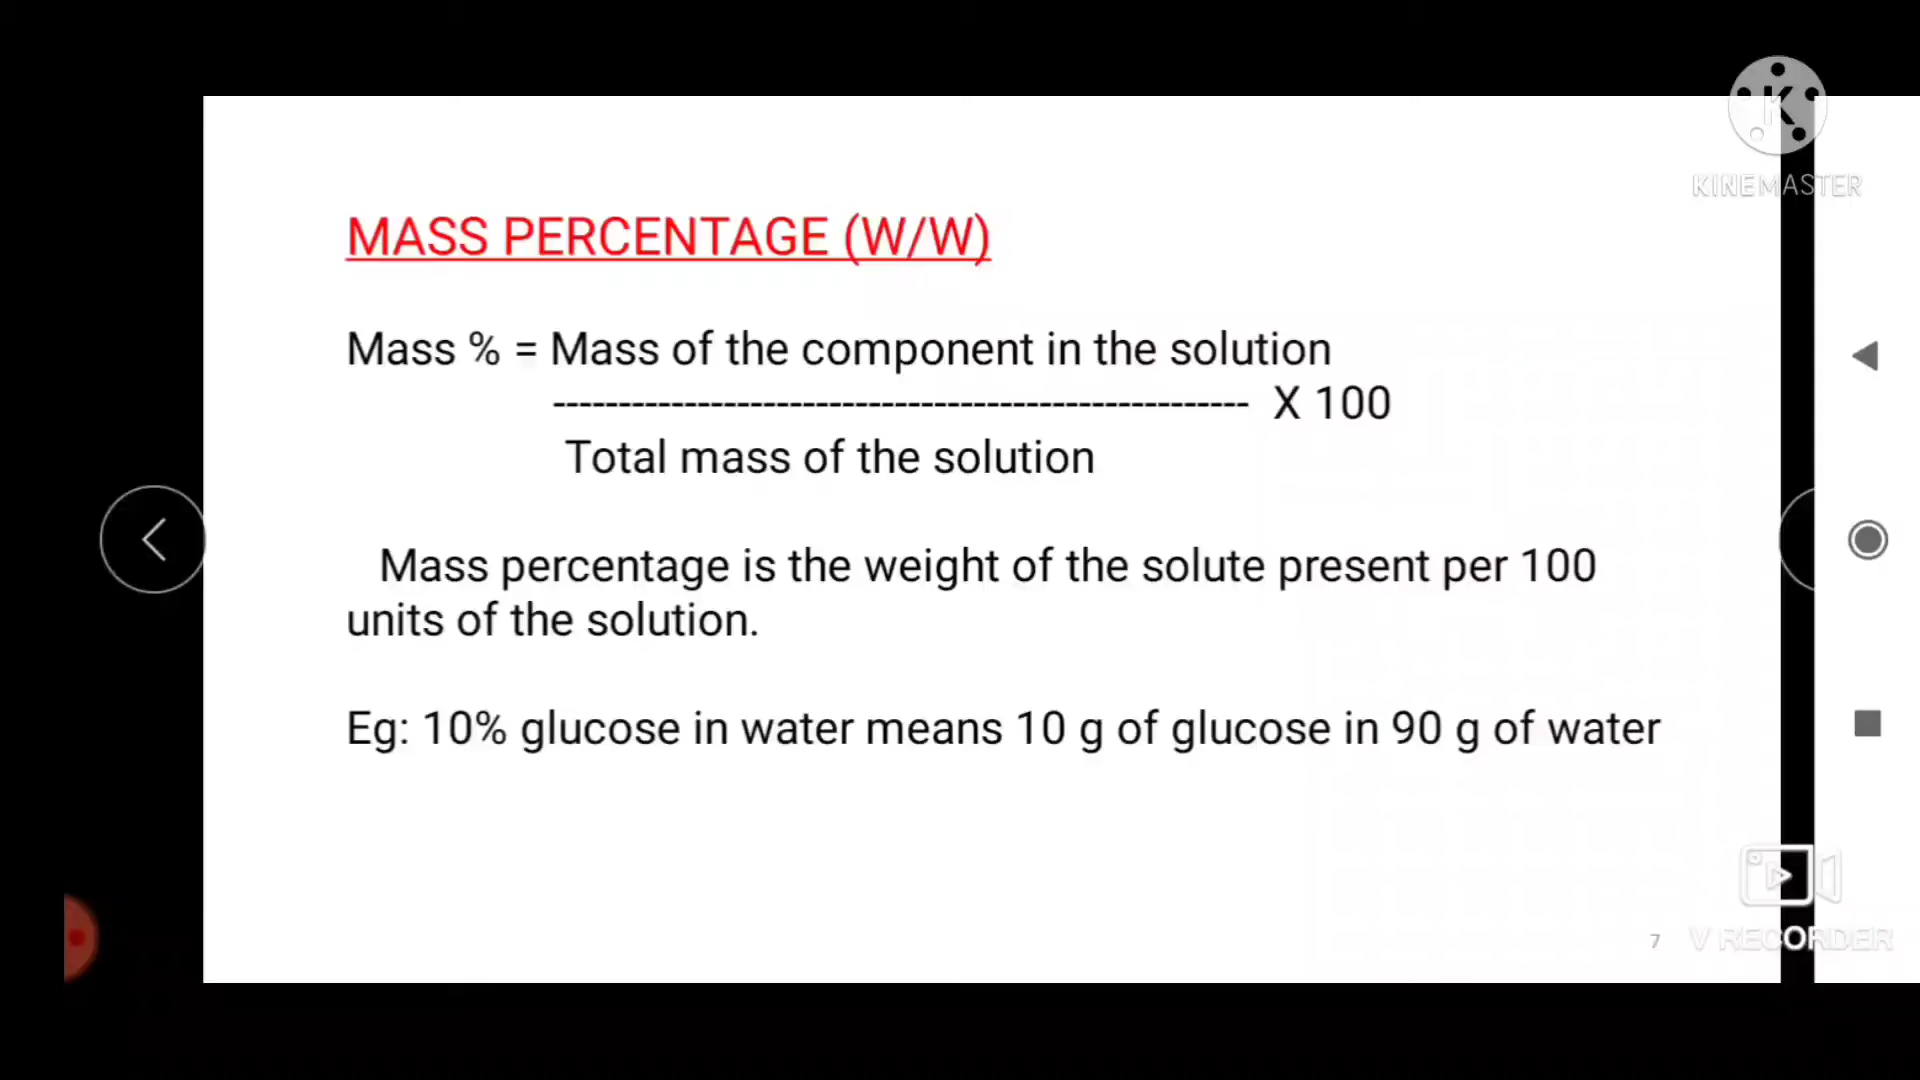 K
KINEMASTER
MASS PERCENTAGE (W/W)
Mass % = Mass of the component in the solution
----------------------------------------------------- X 100
Total mass of the solution
Mass percentage is the weight of the solute present per 100
units of the solution.
Eg: 10% glucose in water means 10 g of glucose in 90 g of water
7
V RECORDER